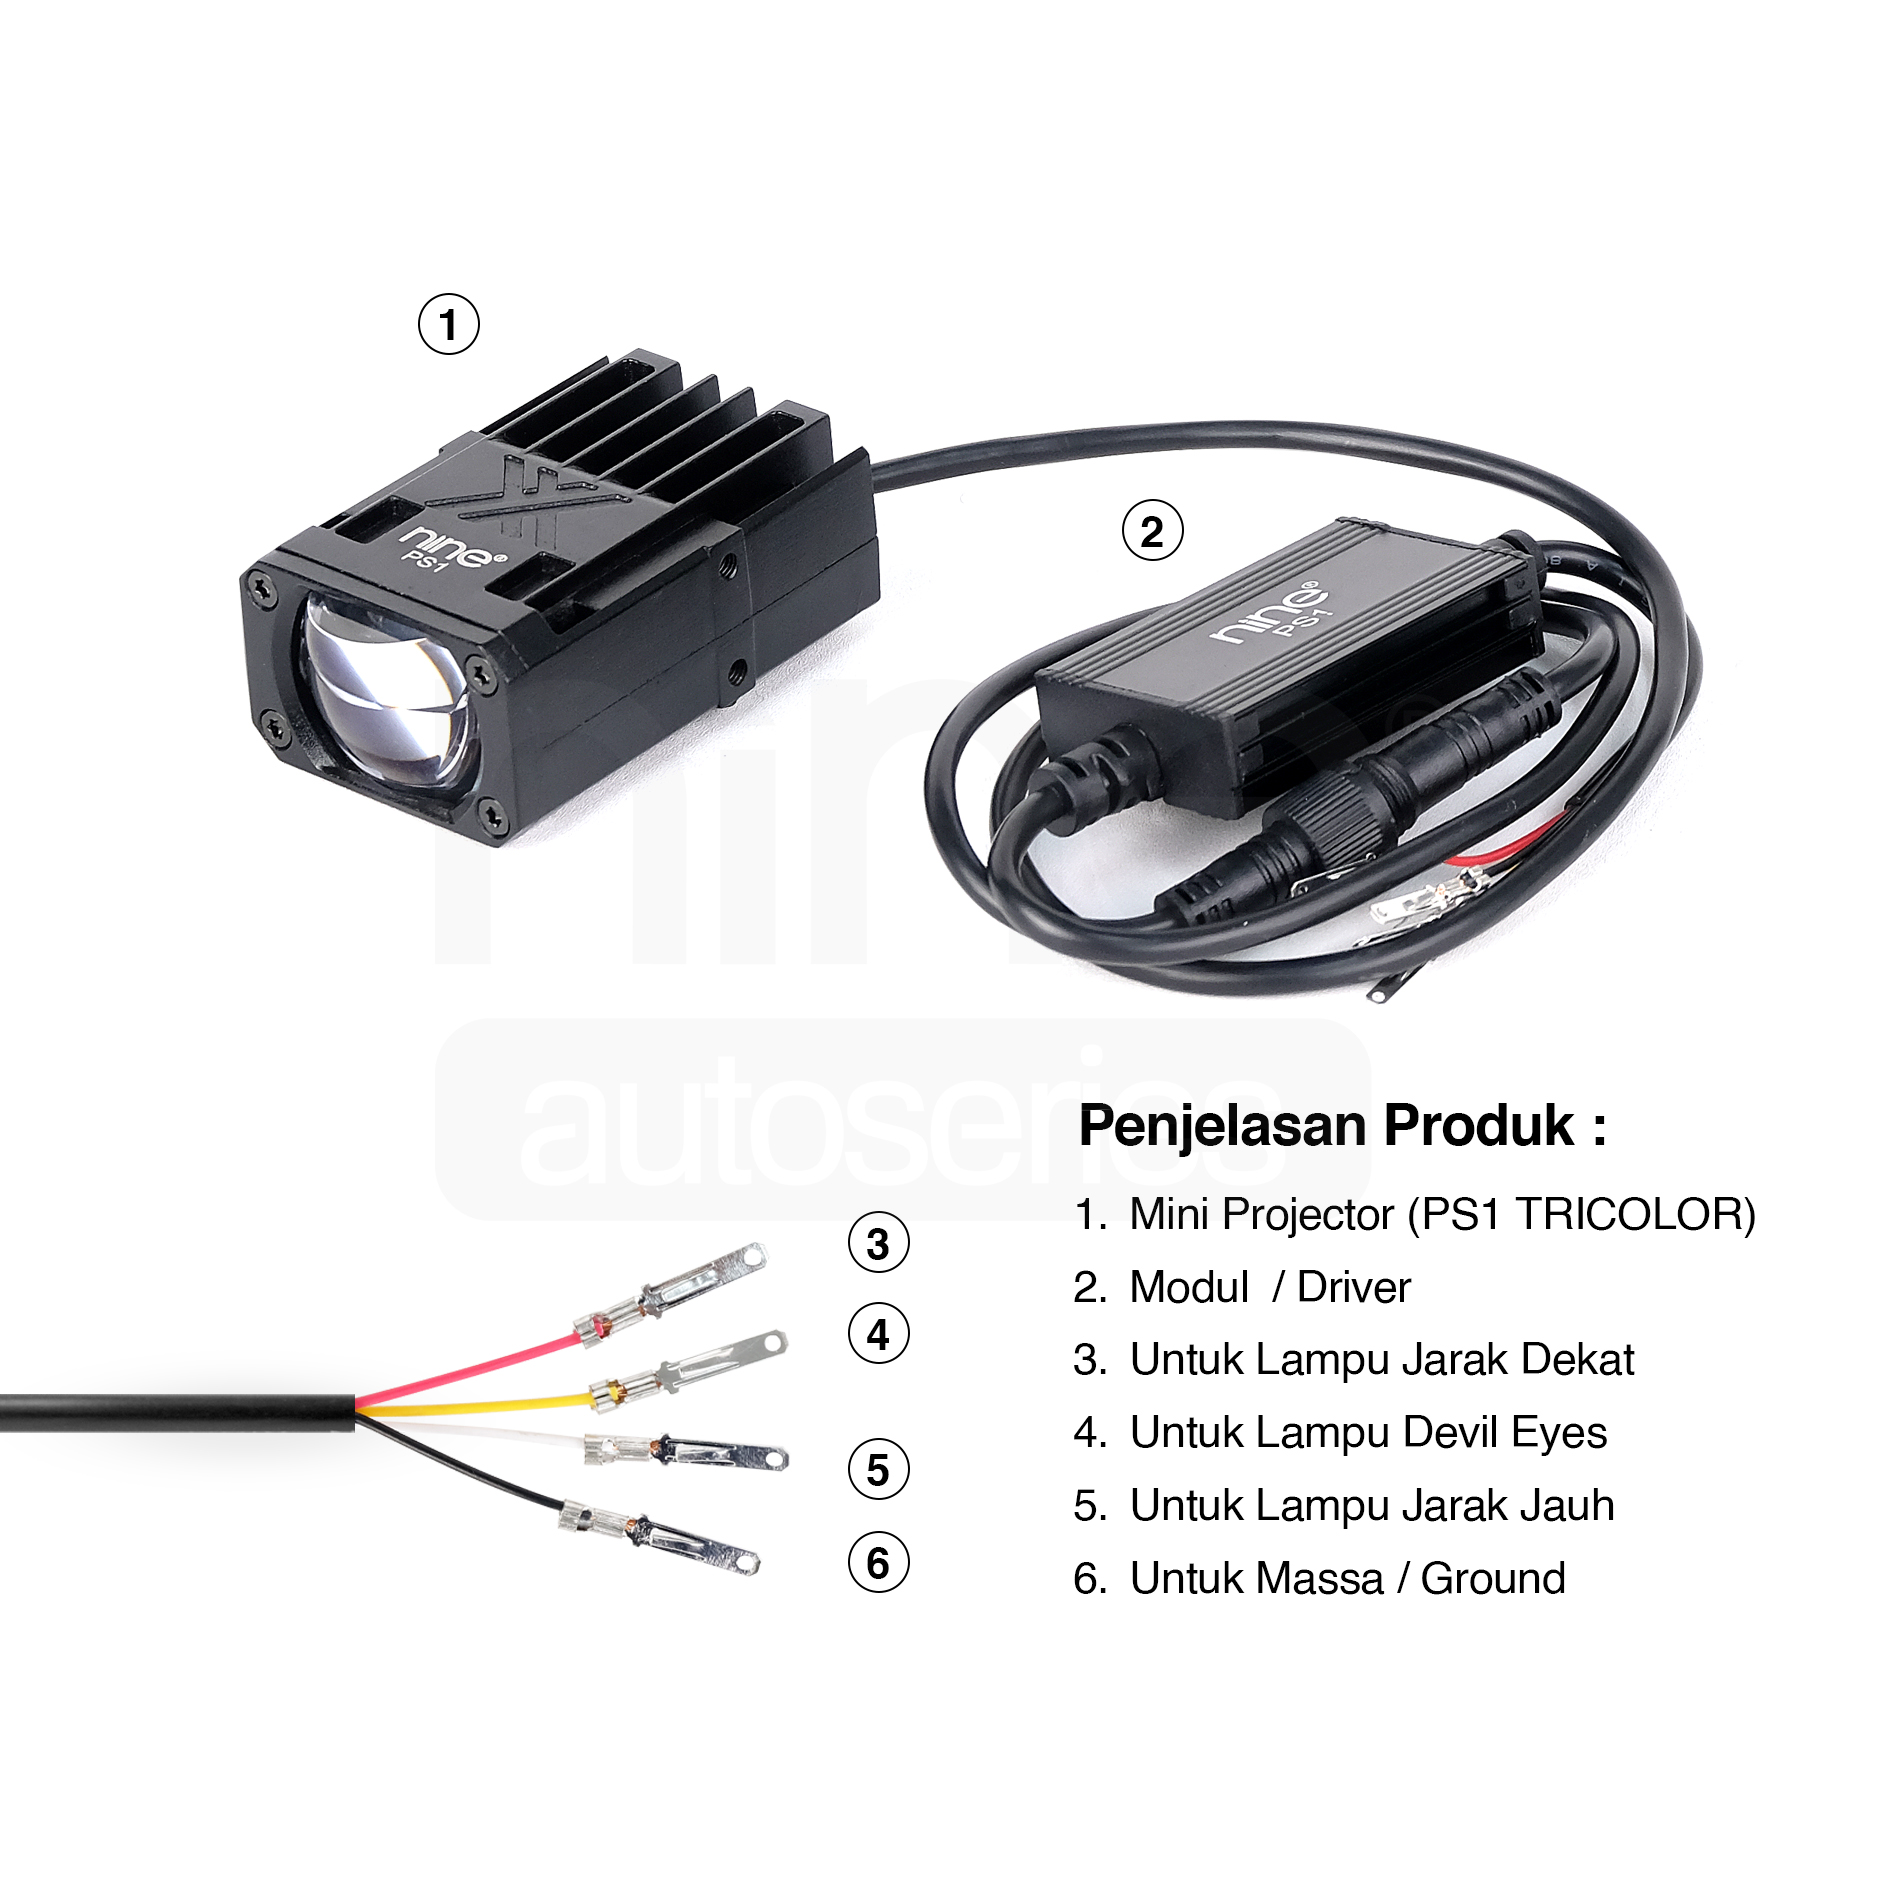 1
nine®
PS1
2
nine®
PS1
nine
autoseries
Penjelasan Produk :
1. Mini Projector (PS1 TRICOLOR)
2. Modul / Driver
3. Untuk Lampu Jarak Dekat
4. Untuk Lampu Devil Eyes
5. Untuk Lampu Jarak Jauh
6. Untuk Massa / Ground
3
4
5
6